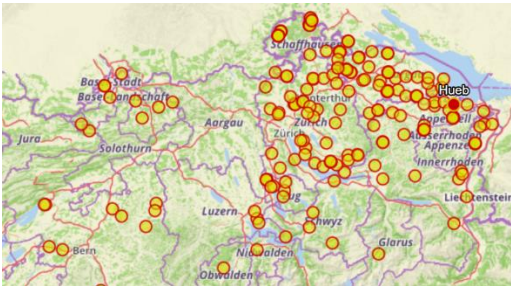 Schaffhausen
Hueb
Basel-Stadt
Basel-Landschaft
Winterthur
Aargau
Zürich
Zürich
Appenzell
Ausserrhoden
Appenzell
Innerrhoden
Jura
Solothurn
Liechtenstein
Luzern
Zug
Schwyz
Bern
Nidwalden
Glarus
Obwalden